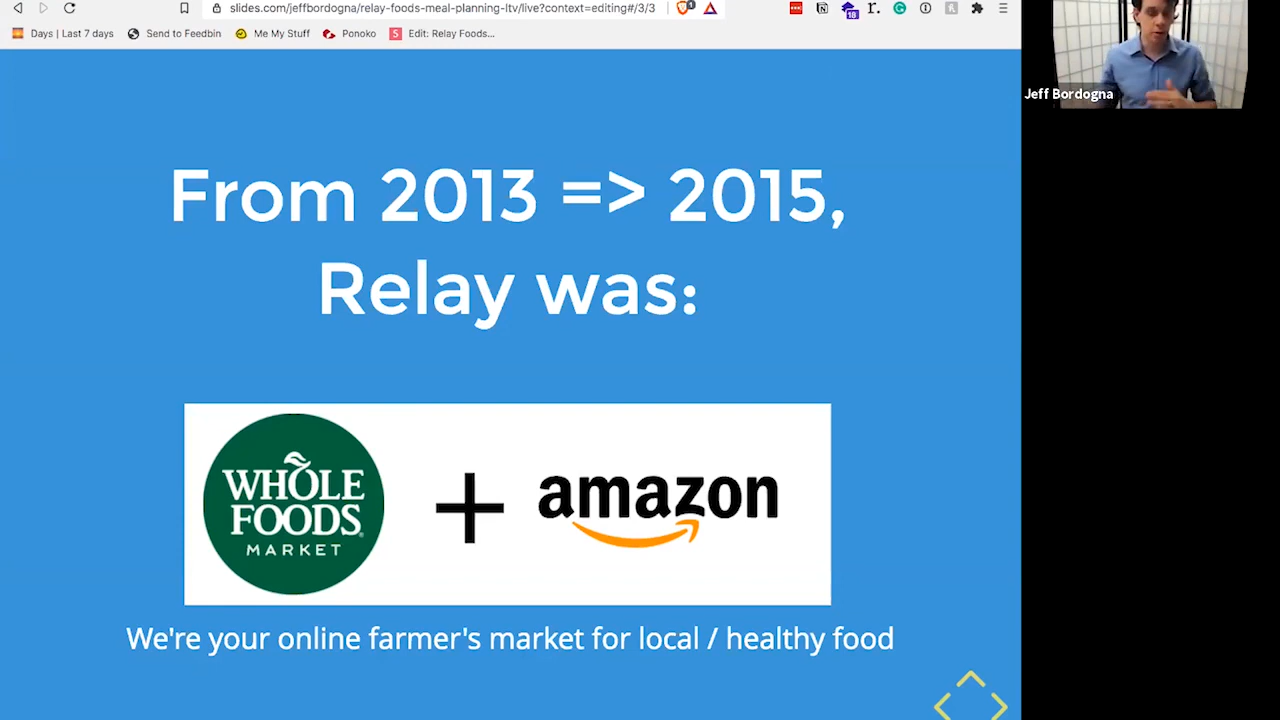 slides.com/jeffbordogna/relay-foods-meal-planning-ltv/live?context=editing#/3/3
1
18
r.
Days | Last 7 days
Send to Feedbin
Me My Stuff
Ponoko
S
Edit: Relay Foods...
Jeff Bordogna
From 2013 => 2015,
Relay was:
WHOLE
FOODS
MARKET
+
amazon
We're your online farmer's market for local / healthy food